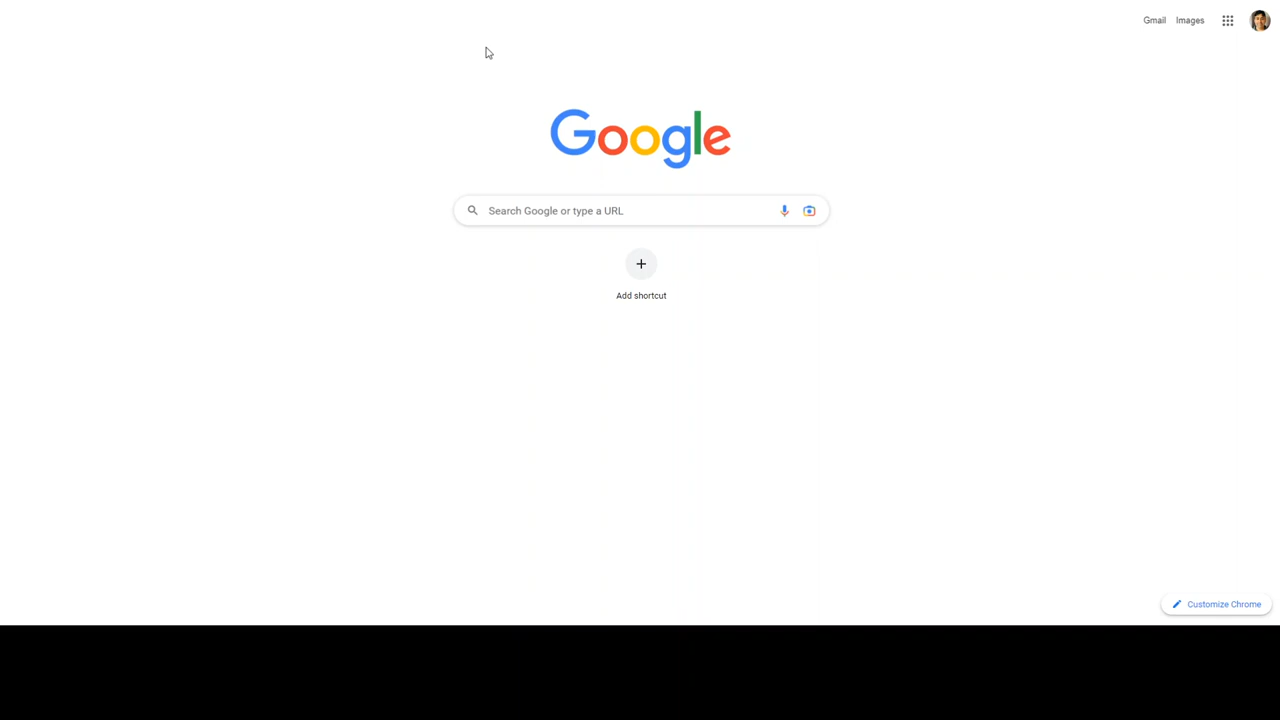 Gmail Images
Google
Search Google or type a URL
Add shortcut
Customize Chrome